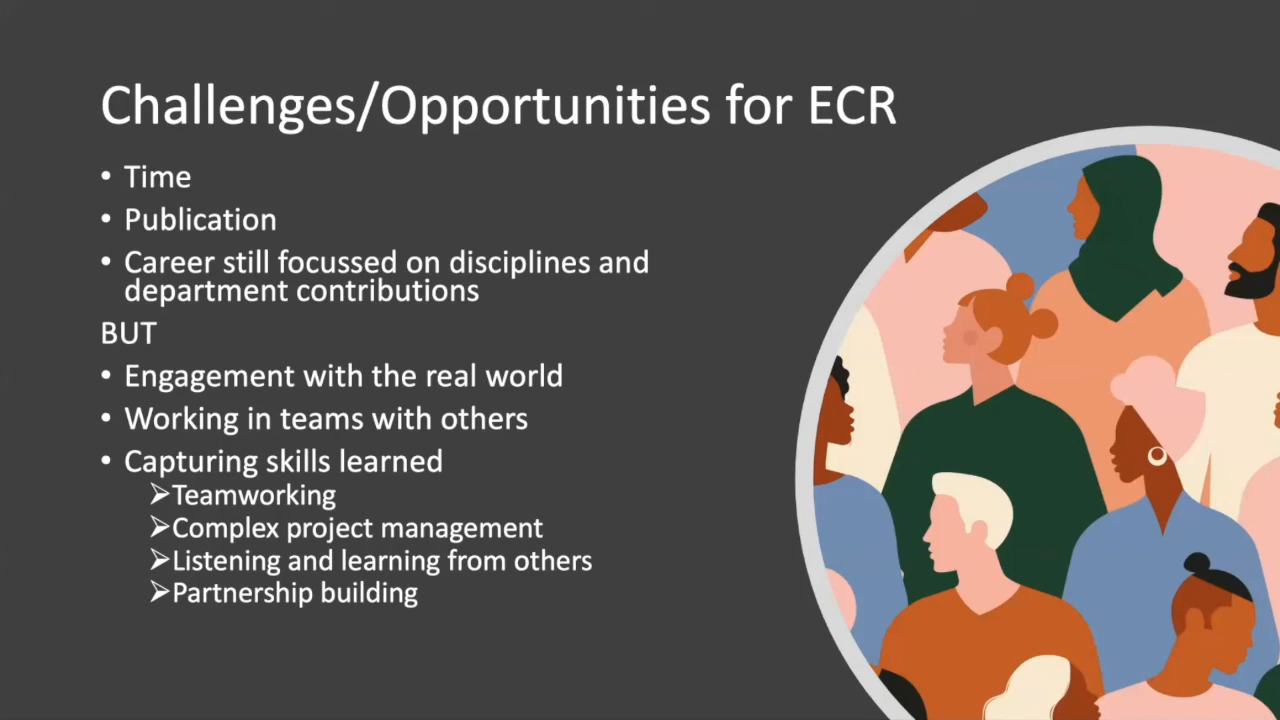 Challenges/Opportunities for ECR
• Time
• Publication
• Career still focussed on disciplines and
department contributions
BUT
• Engagement with the real world
• Working in teams with others
• Capturing skills learned
➢Teamworking
➢Complex project management
➢Listening and learning from others
➢Partnership building